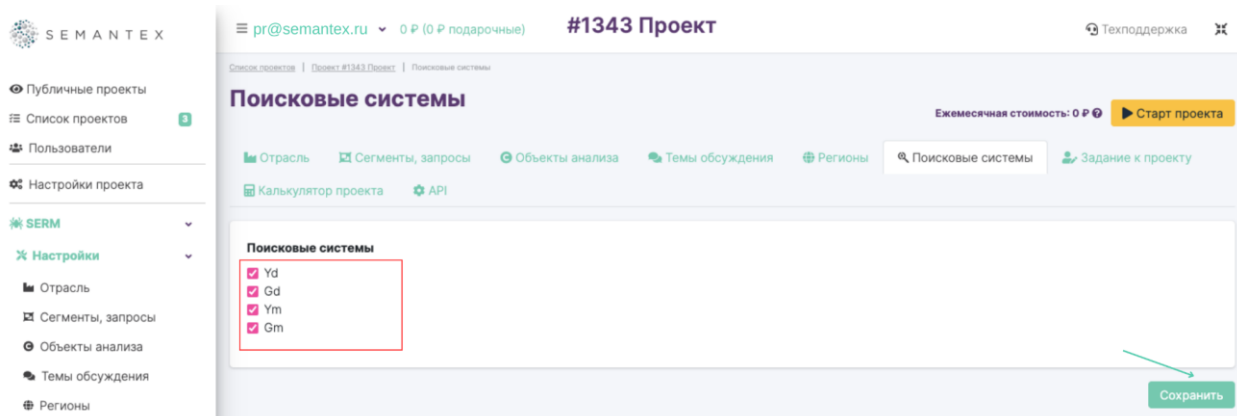 SEMANTEX
pr@semantex.ru 0 ₽ (0 ₽ подарочные) #1343 Проект Техподдержка
Список проектов | Проект #1343 Проект | Поисковые системы
Публичные проекты
Поисковые системы
Список проектов 3
Ежемесячная стоимость: 0 ₽ Старт проекта
Пользователи
Отрасль Сегменты, запросы Объекты анализа Темы обсуждения Регионы Поисковые системы Задание к проекту
Настройки проекта
Калькулятор проекта API
SERM
Поисковые системы
Настройки
Yd
Отрасль
Gd
Ym
Сегменты, запросы
Gm
Объекты анализа
Темы обсуждения
Сохранить
Регионы